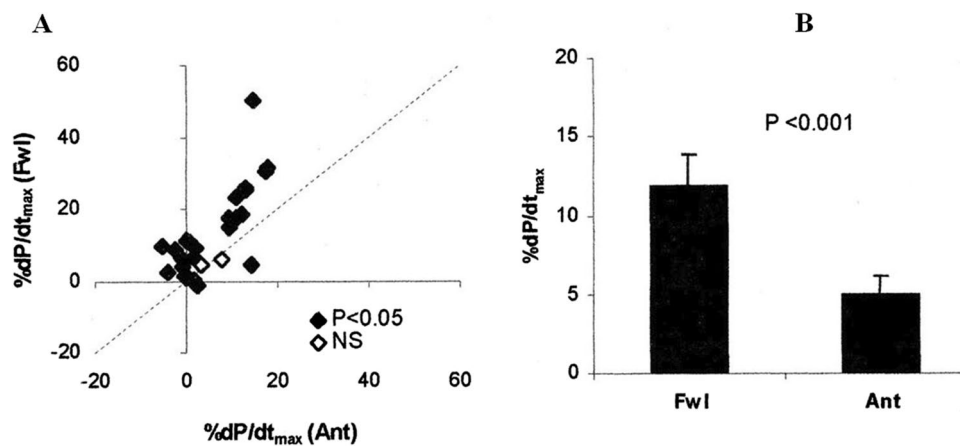 A
%dP/dtmax (Fwl)
60
40
20
0
-20
-20 0 20 40 60
P<0.05
NS
%dP/dtmax (Ant)
B
%dP/dtmax
20
15
10
5
0
P <0.001
Fwl Ant